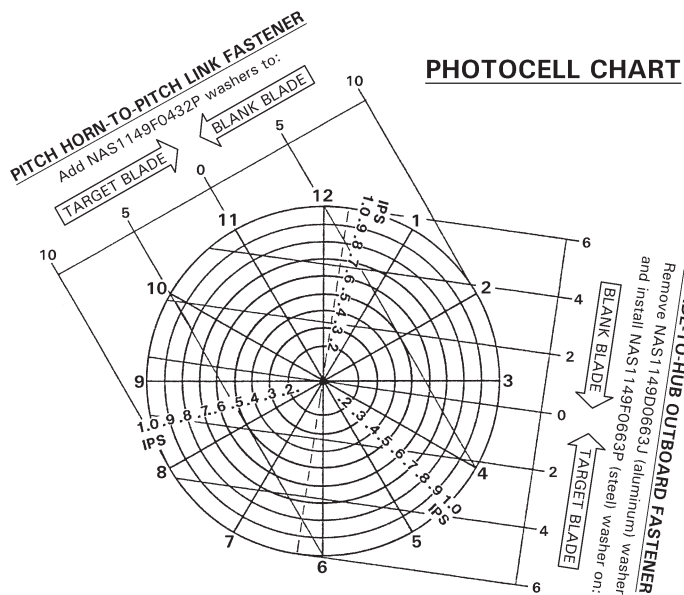 PHOTOCELL CHART
PITCH HORN-TO-PITCH LINK FASTENER
Add NAS1149F0432P washers to:
TARGET BLADE
BLANK BLADE
10
5
0
5
10
12
1
2
3
4
5
6
7
8
9
10
11
IPS
1.0 .9 .8 .7 .6 .5 .4 .3 .2
.2 .3 .4 .5 .6 .7 .8 .9 1.0
IPS
1.0 .9 .8 .7 .6 .5 .4 .3 .2
IPS
6
4
2
0
2
4
6
BLANK BLADE
TARGET BLADE
-TO-HUB OUTBOARD FASTENER
Remove NAS1149D0663J (aluminum) washer
and install NAS1149F0663P (steel) washer on: